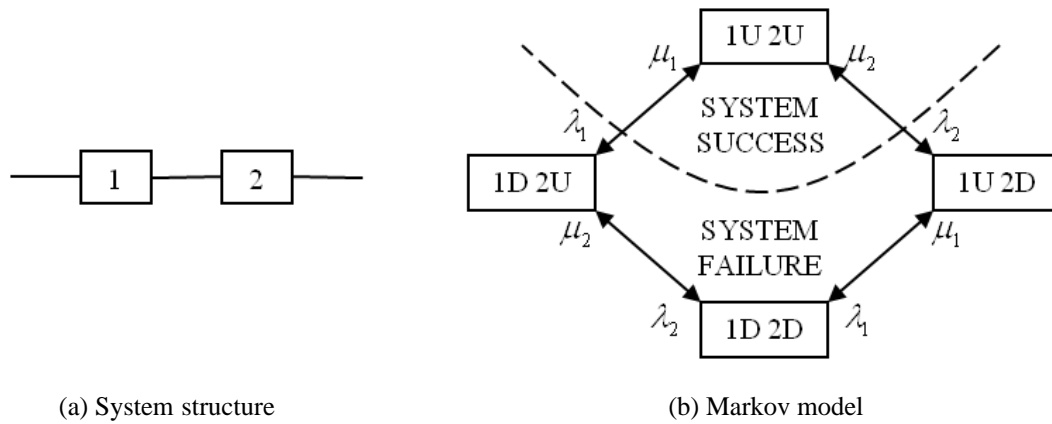 1U 2U
μ₁
μ₂
SYSTEM
SUCCESS
λ₁
λ₂
1
2
1D 2U
1U 2D
μ₂
μ₁
SYSTEM
FAILURE
λ₂
1D 2D
λ₁
(a) System structure
(b) Markov model